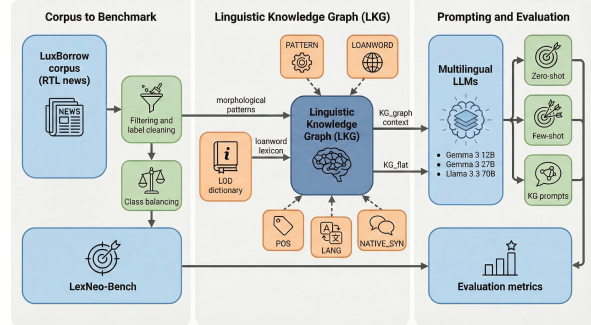 Corpus to Benchmark
LuxBorrow
corpus
(RTL news)
NEWS
Filtering and
label cleaning
Class balancing
LexNeo-Bench
Linguistic Knowledge Graph (LKG)
PATTERN
LOANWORD
morphological
patterns
loanword
lexicon
i
LOD
dictionary
Linguistic
Knowledge
Graph (LKG)
KG_graph
context
KG_flat
POS
A
文
LANG
NATIVE_SYN
Prompting and Evaluation
Multilingual
LLMs
• Gemma 3 12B
• Gemma 3 27B
• Llama 3.3 70B
Zero-shot
Few-shot
KG prompts
Evaluation metrics